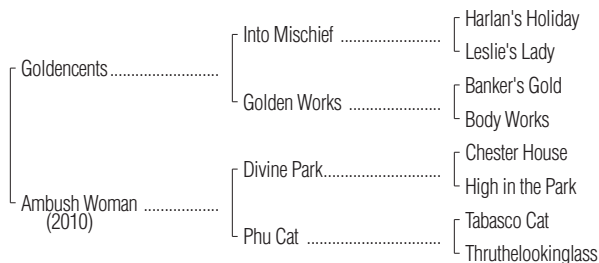 Harlan's Holiday
Into Mischief ........................
Leslie's Lady
Goldencents..........................
Banker's Gold
Golden Works ......................
Body Works
Chester House
Divine Park............................
High in the Park
Ambush Woman ..................
(2010)
Tabasco Cat
Phu Cat ................................
Thruthelookinglass